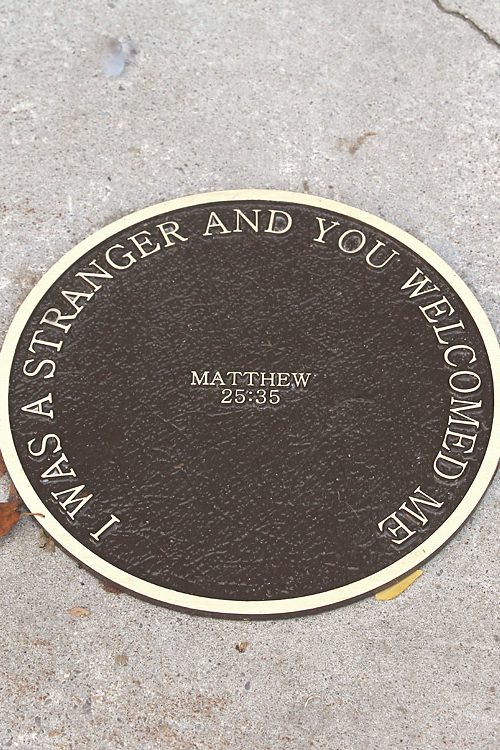 I WAS A STRANGER AND YOU WELCOMED ME
MATTHEW
25:35